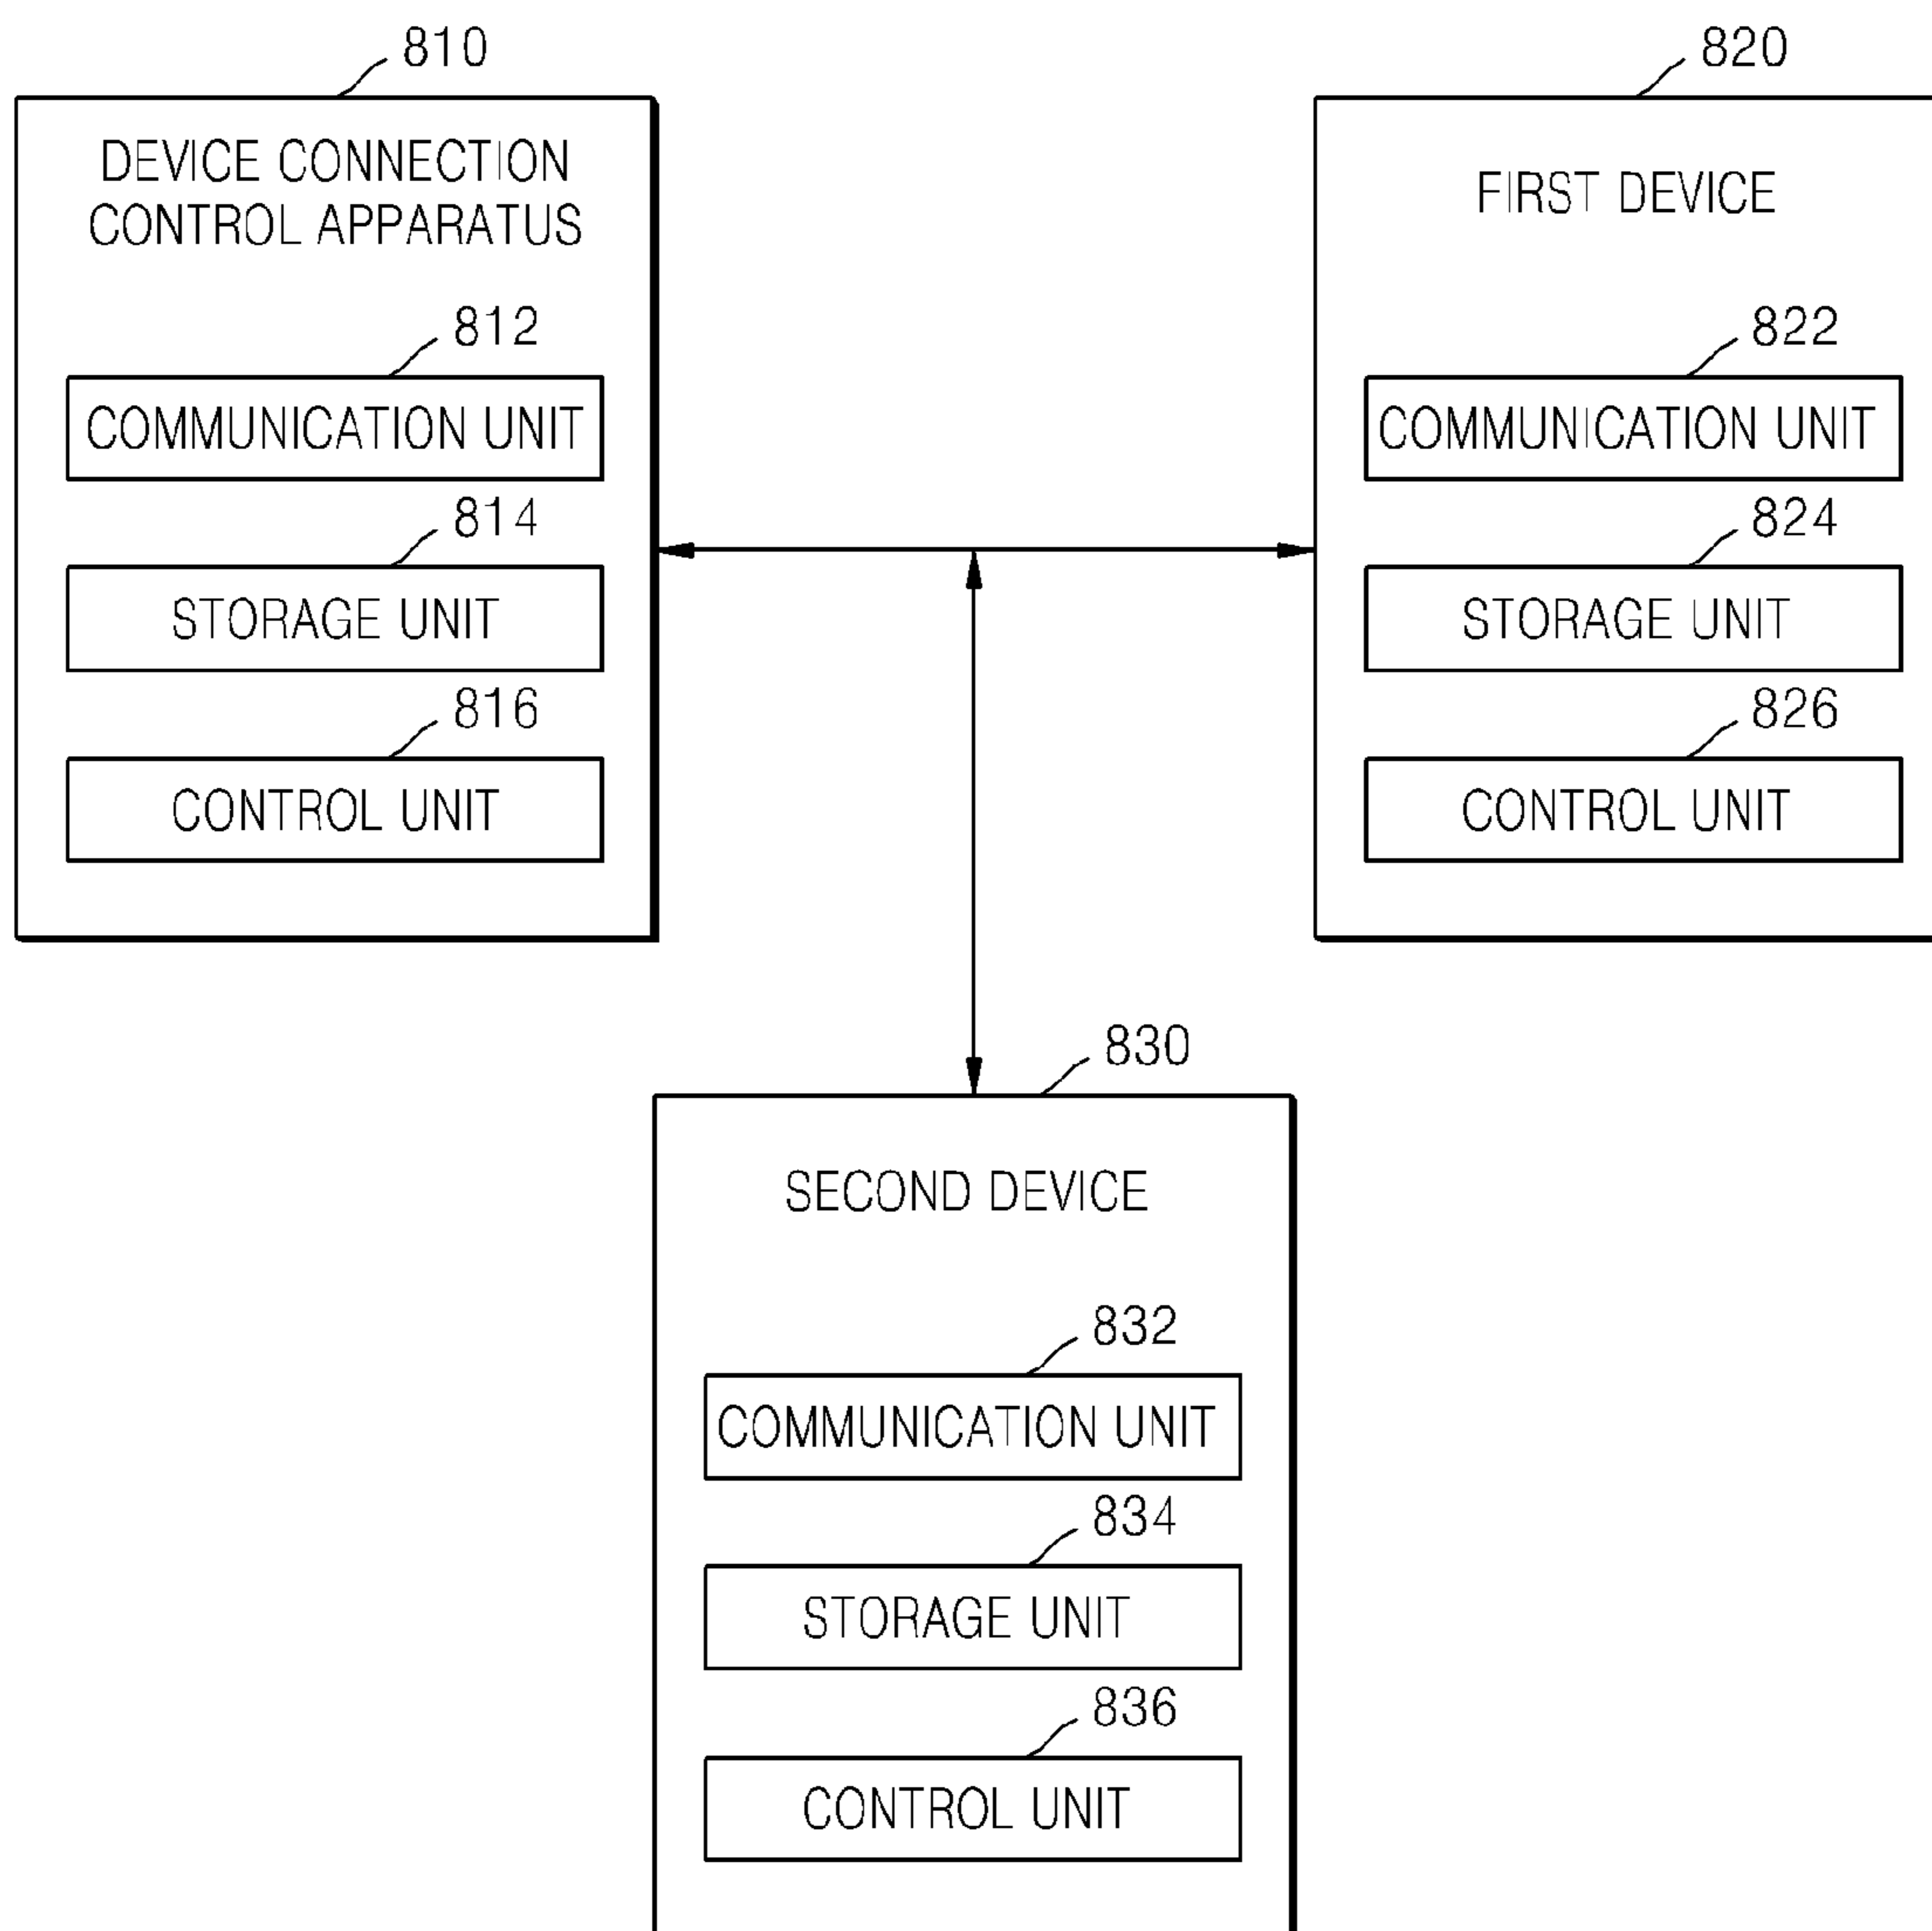 810
DEVICE CONNECTION
CONTROL APPARATUS
812
COMMUNICATION UNIT
814
STORAGE UNIT
816
CONTROL UNIT
820
FIRST DEVICE
822
COMMUNICATION UNIT
824
STORAGE UNIT
826
CONTROL UNIT
830
SECOND DEVICE
832
COMMUNICATION UNIT
834
STORAGE UNIT
836
CONTROL UNIT